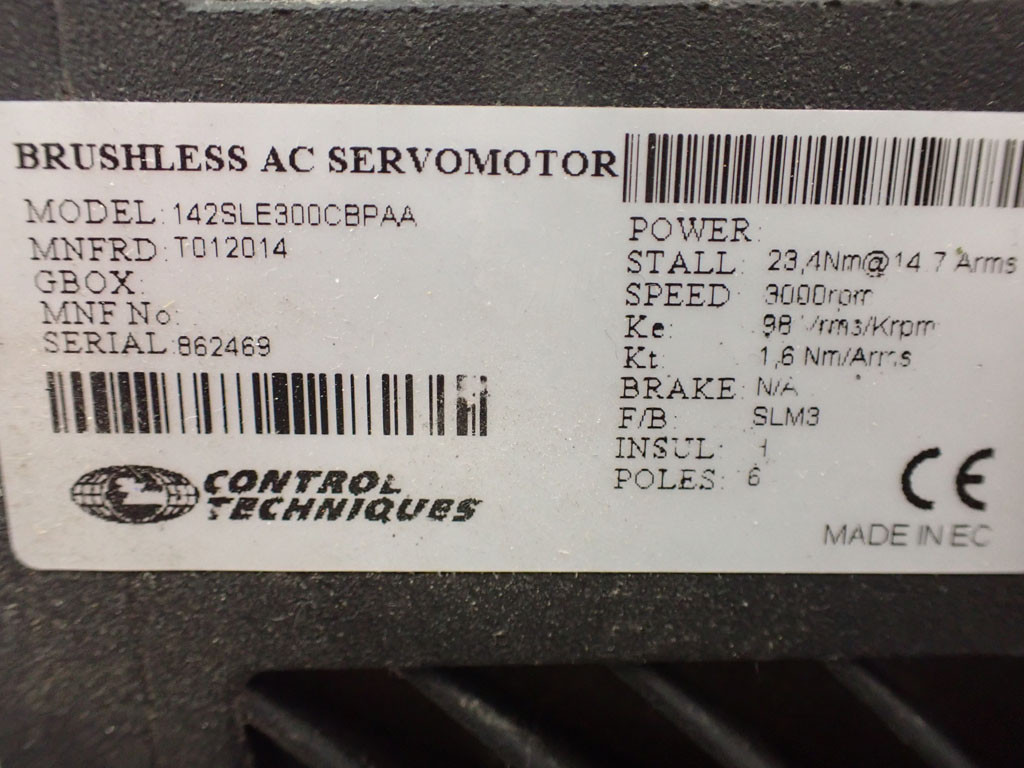 BRUSHLESS AC SERVOMOTOR
MODEL: 142SLE300CBPAA
MNFRD: T012014
GBOX:
MNF No:
SERIAL: 862469
CONTROL
TECHNIQUES
POWER:
STALL: 23,4Nm@14.7 Arms
SPEED: 3000rpm
Ke: 98 Vrms/Krpm
Kt: 1,6 Nm/Arms
BRAKE: N/A
F/B: SLM3
INSUL:
POLES: 6
CE
MADE IN EC